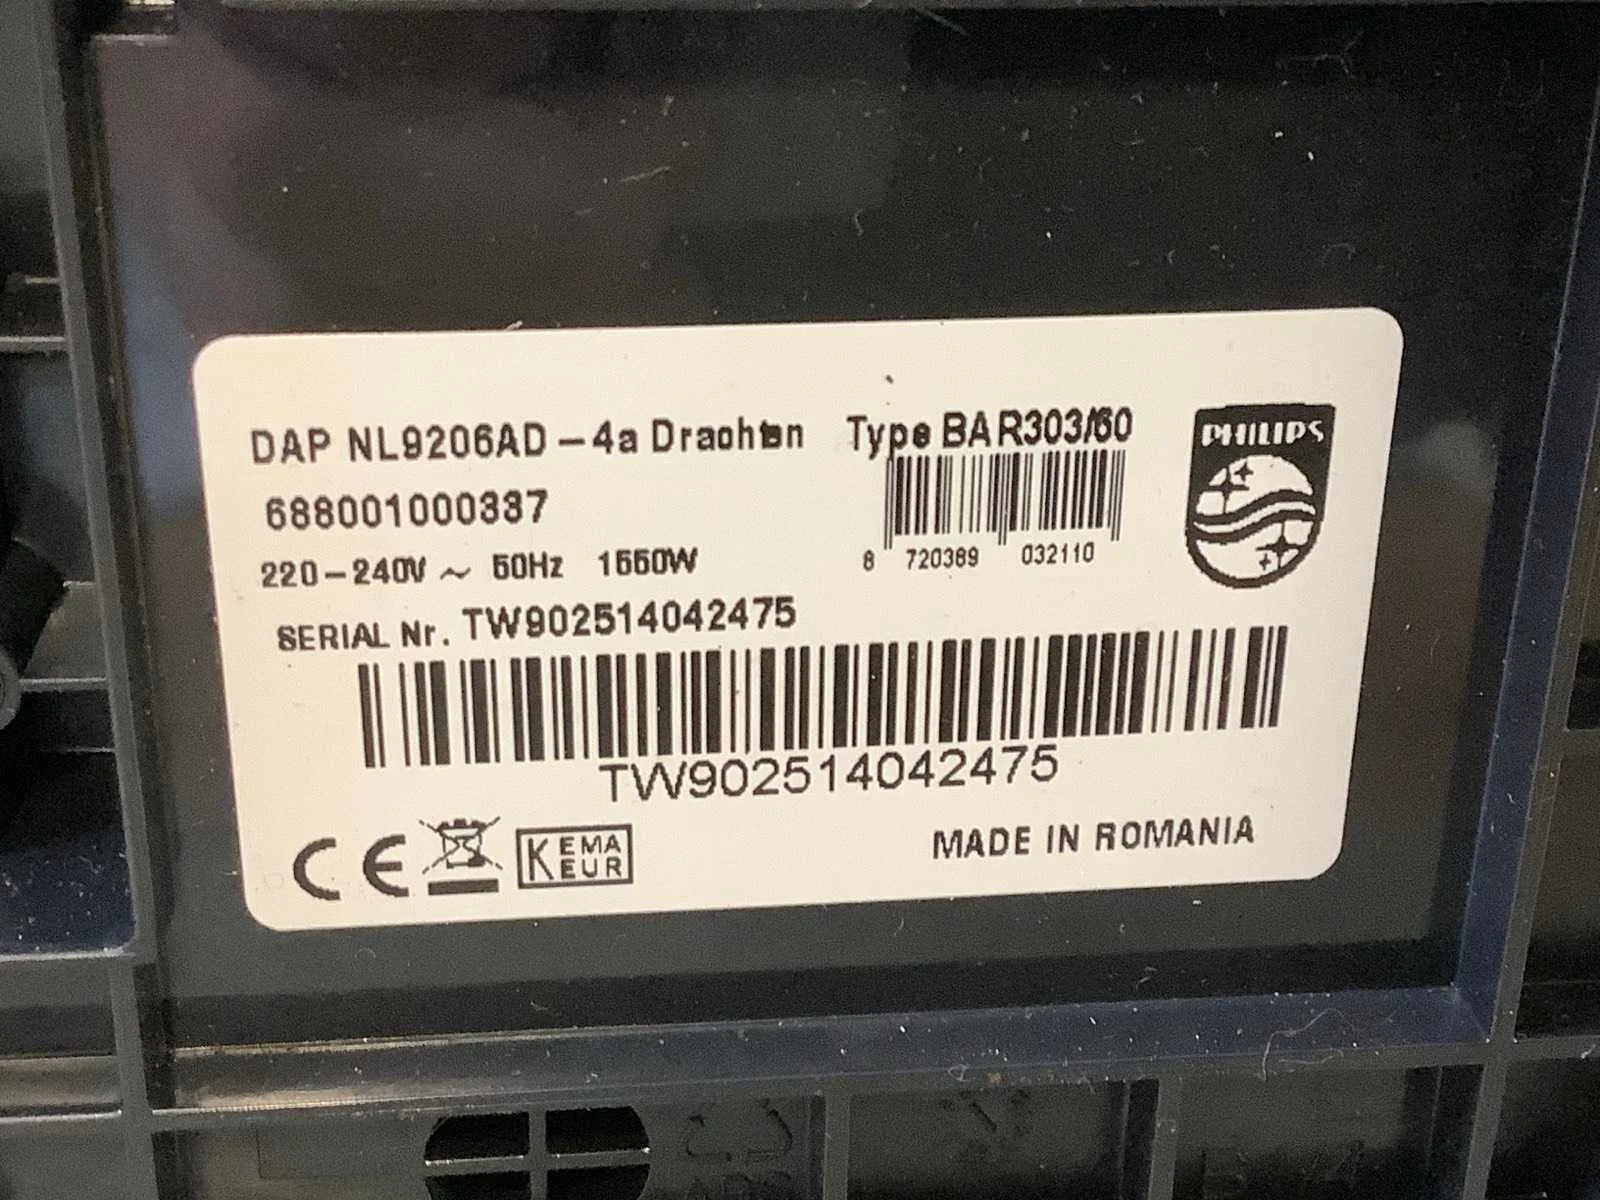 DAP NL9206AD-4a Drachten Type BAR303/60
PHILIPS
688001000337
8 720389 032110
220-240V ~ 50Hz 1550W
SERIAL Nr. TW902514042475
TW902514042475
CE
KEMA
KEUR
MADE IN ROMANIA